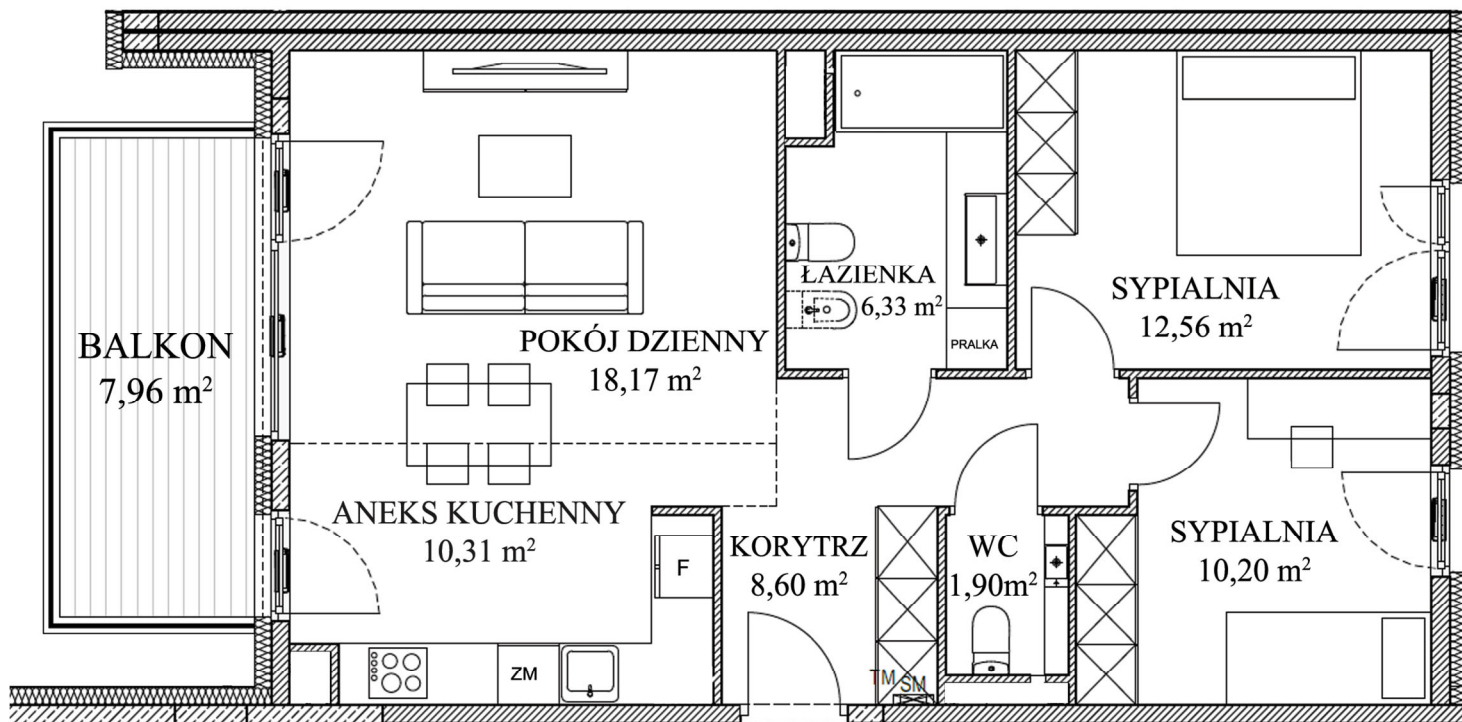 BALKON
7,96 m²
POKÓJ DZIENNY
18,17 m²
ANEKS KUCHENNY
10,31 m²
F
ZM
ŁAZIENKA
6,33 m²
PRALKA
SYPIALNIA
12,56 m²
KORYTRZ
8,60 m²
TM
SM
WC
1,90m²
SYPIALNIA
10,20 m²